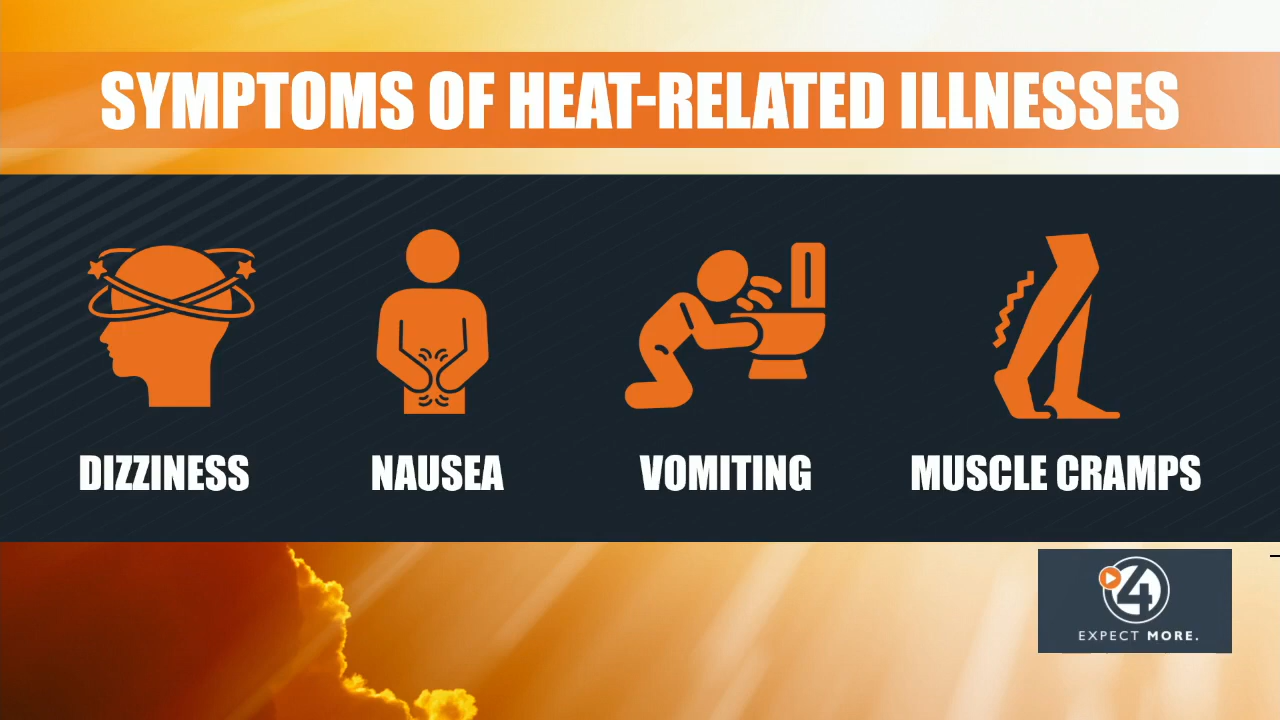 SYMPTOMS OF HEAT-RELATED ILLNESSES
DIZZINESS
NAUSEA
VOMITING
MUSCLE CRAMPS
4
EXPECT MORE.